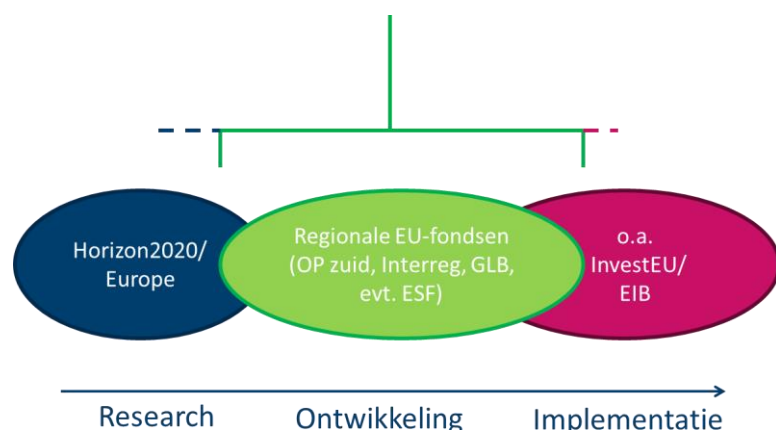 Horizon2020/
Europe
Regionale EU-fondsen
(OP zuid, Interreg, GLB,
evt. ESF)
o.a.
InvestEU/
EIB
Research
Ontwikkeling
Implementatie